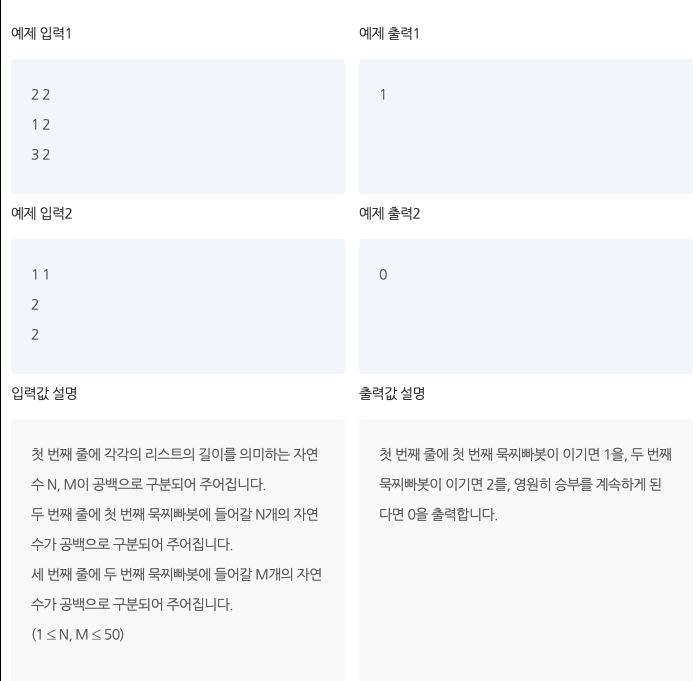 예제 입력1
예제 출력1
2 2
1 2
3 2
1
예제 입력2
예제 출력2
1 1
2
2
0
입력값 설명
출력값 설명
첫 번째 줄에 각각의 리스트의 길이를 의미하는 자연
수 N, M이 공백으로 구분되어 주어집니다.
두 번째 줄에 첫 번째 묵찌빠봇에 들어갈 N개의 자연
수가 공백으로 구분되어 주어집니다.
세 번째 줄에 두 번째 묵찌빠봇에 들어갈 M개의 자연
수가 공백으로 구분되어 주어집니다.
(1 ≤ N, M ≤ 50)
첫 번째 줄에 첫 번째 묵찌빠봇이 이기면 1을, 두 번째
묵찌빠봇이 이기면 2를, 영원히 승부를 계속하게 된
다면 0을 출력합니다.